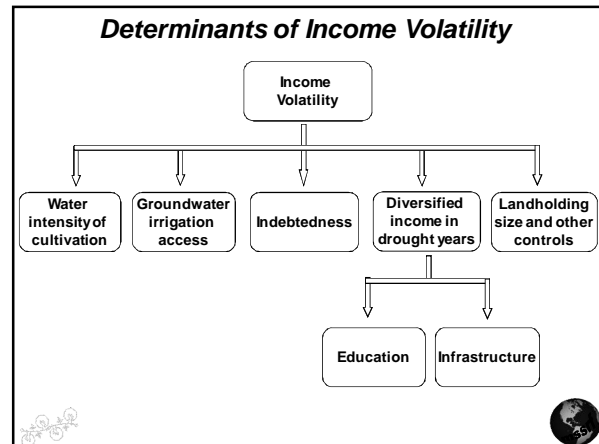 Determinants of Income Volatility
Income
Volatility
Water
intensity of
cultivation
Groundwater
irrigation
access
Indebtedness
Diversified
income in
drought years
Landholding
size and other
controls
Education
Infrastructure